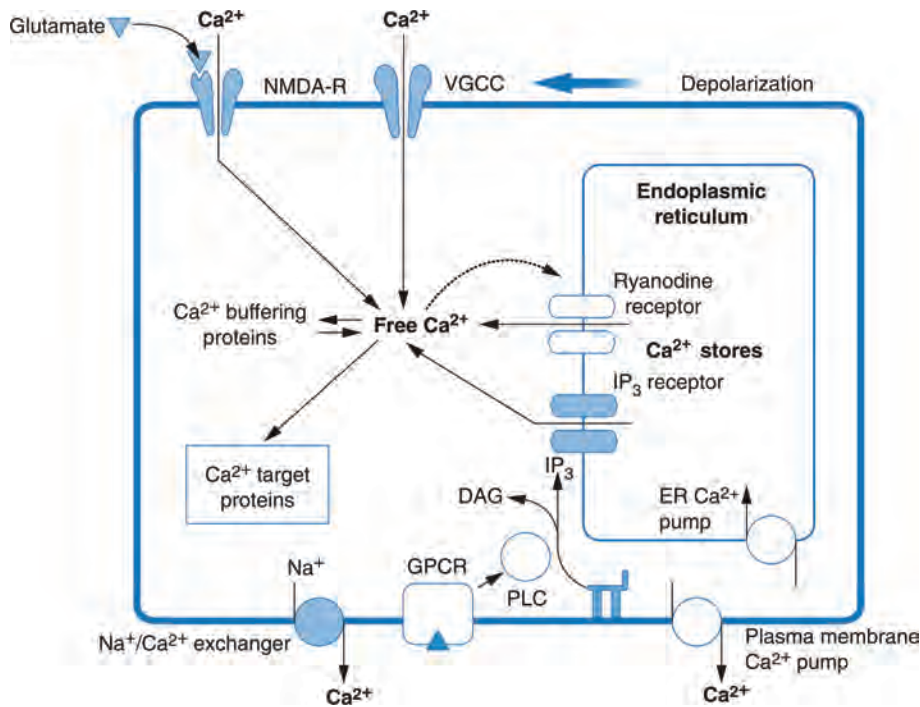 Glutamate
Ca²⁺
Ca²⁺
NMDA-R
VGCC
Depolarization
Endoplasmic
reticulum
Ryanodine
receptor
Ca²⁺ buffering
proteins
Free Ca²⁺
Ca²⁺ stores
IP₃ receptor
Ca²⁺ target
proteins
IP₃
DAG
ER Ca²⁺
pump
Na⁺
GPCR
PLC
Na⁺/Ca²⁺ exchanger
Plasma membrane
Ca²⁺ pump
Ca²⁺
Ca²⁺